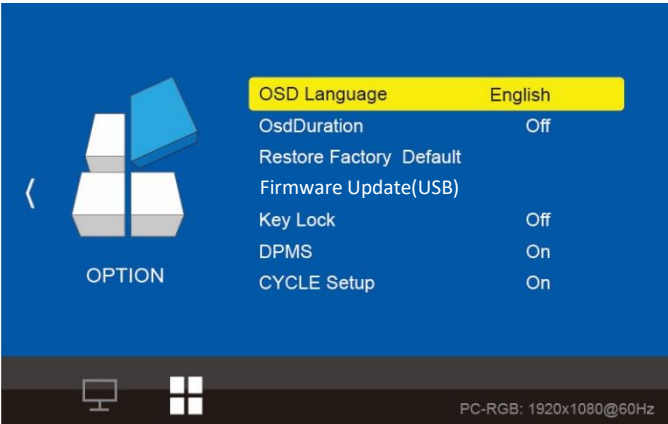 OSD Language English
OsdDuration Off
Restore Factory Default
Firmware Update(USB)
Key Lock Off
DPMS On
CYCLE Setup On
OPTION
PC-RGB: 1920x1080@60Hz